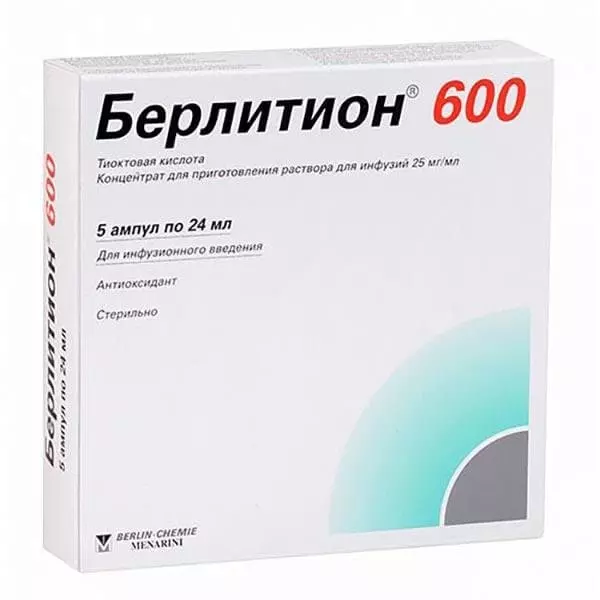 Берлитион® 600
Тиоктовая кислота
Концентрат для приготовления раствора для инфузий 25 мг/мл
5 ампул по 24 мл
Для инфузионного введения
Антиоксидант
Стерильно
BERLIN-CHEMIE
MENARINI
Берлитион® 600
5 ампул по 24 мл